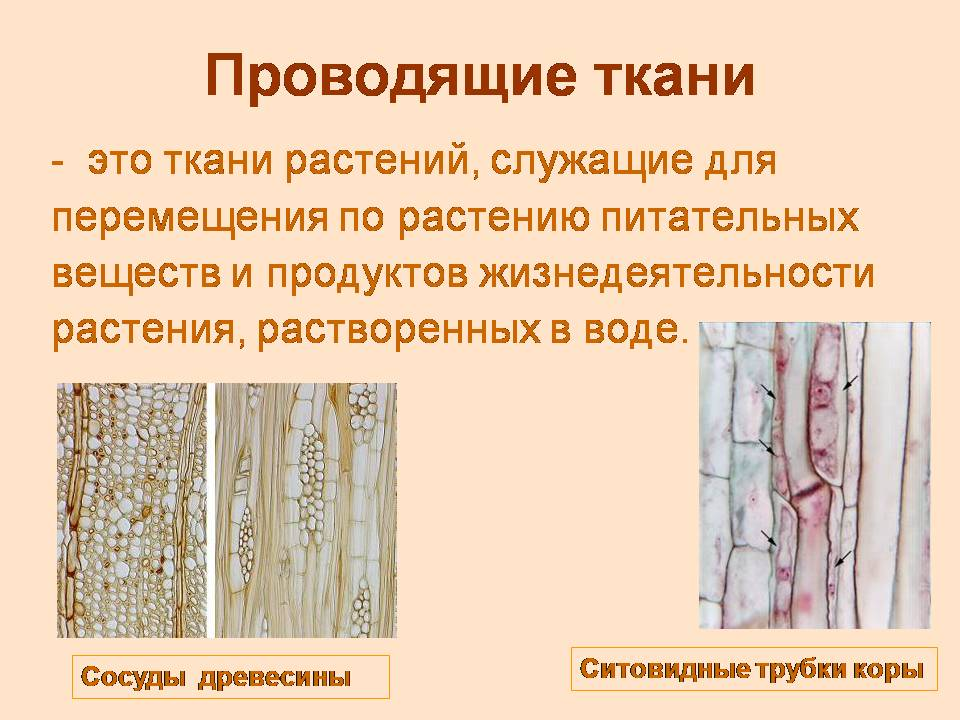 Проводящие ткани
- это ткани растений, служащие для
перемещения по растению питательных
веществ и продуктов жизнедеятельности
растения, растворенных в воде.
Сосуды древесины
Ситовидные трубки коры